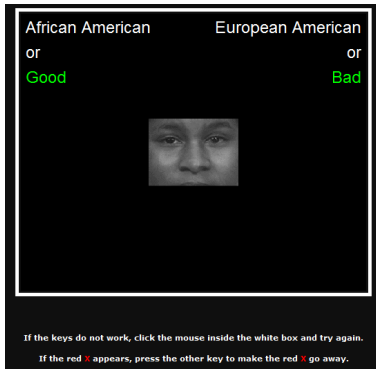 African American European American
or or
Good Bad
If the keys do not work, click the mouse inside the white box and try again.
If the red X appears, press the other key to make the red X go away.